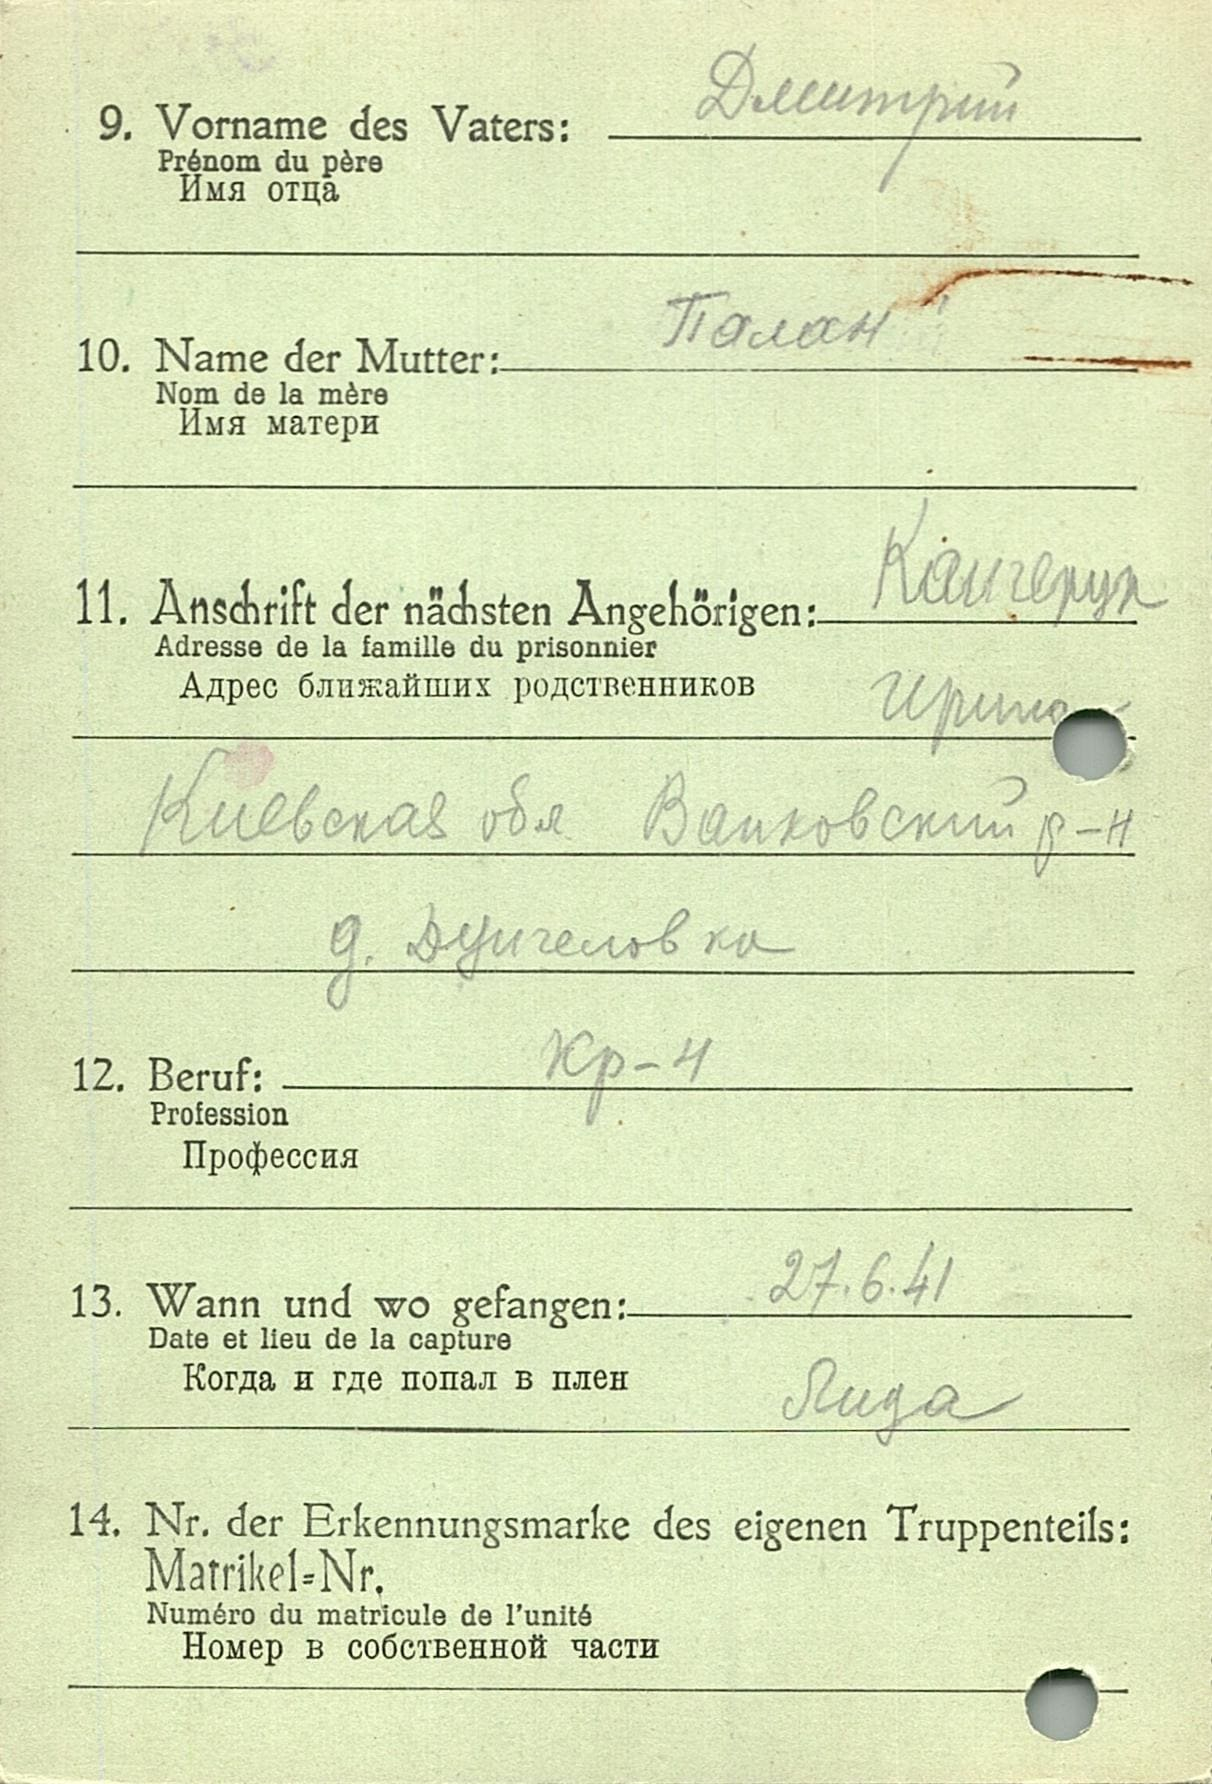 9. Vorname des Vaters: Дмитрий
Prénom du père
Имя отца
10. Name der Mutter: Палан
Nom de la mère
Имя матери
11. Anschrift der nächsten Angehörigen:
Adresse de la famille du prisonnier
Адрес ближайших родственников
Киевская обл р-н
д.
12. Beruf: кр-н
Profession
Профессия
13. Wann und wo gefangen: 27.6.41
Date et lieu de la capture
Когда и где попал в плен
Лида
14. Nr. der Erkennungsmarke des eigenen Truppenteils:
Matrikel=Nr.
Numéro du matricule de l'unité
Номер в собственной части